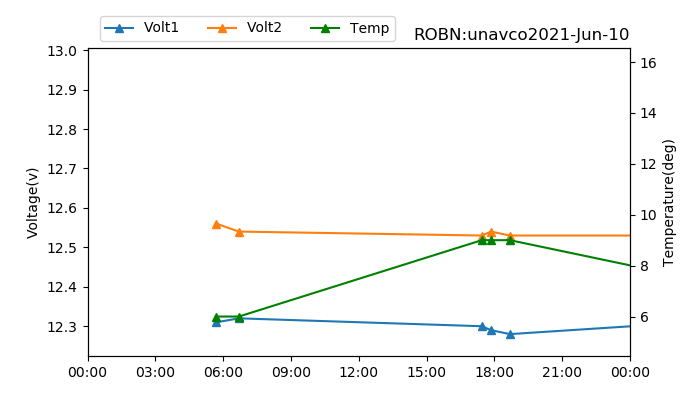 Volt1 Volt2 Temp
ROBN:unavco2021-Jun-10
13.0
12.9
12.8
12.7
12.6
12.5
12.4
12.3
Voltage(v)
16
14
12
10
8
6
Temperature(deg)
00:00 03:00 06:00 09:00 12:00 15:00 18:00 21:00 00:00